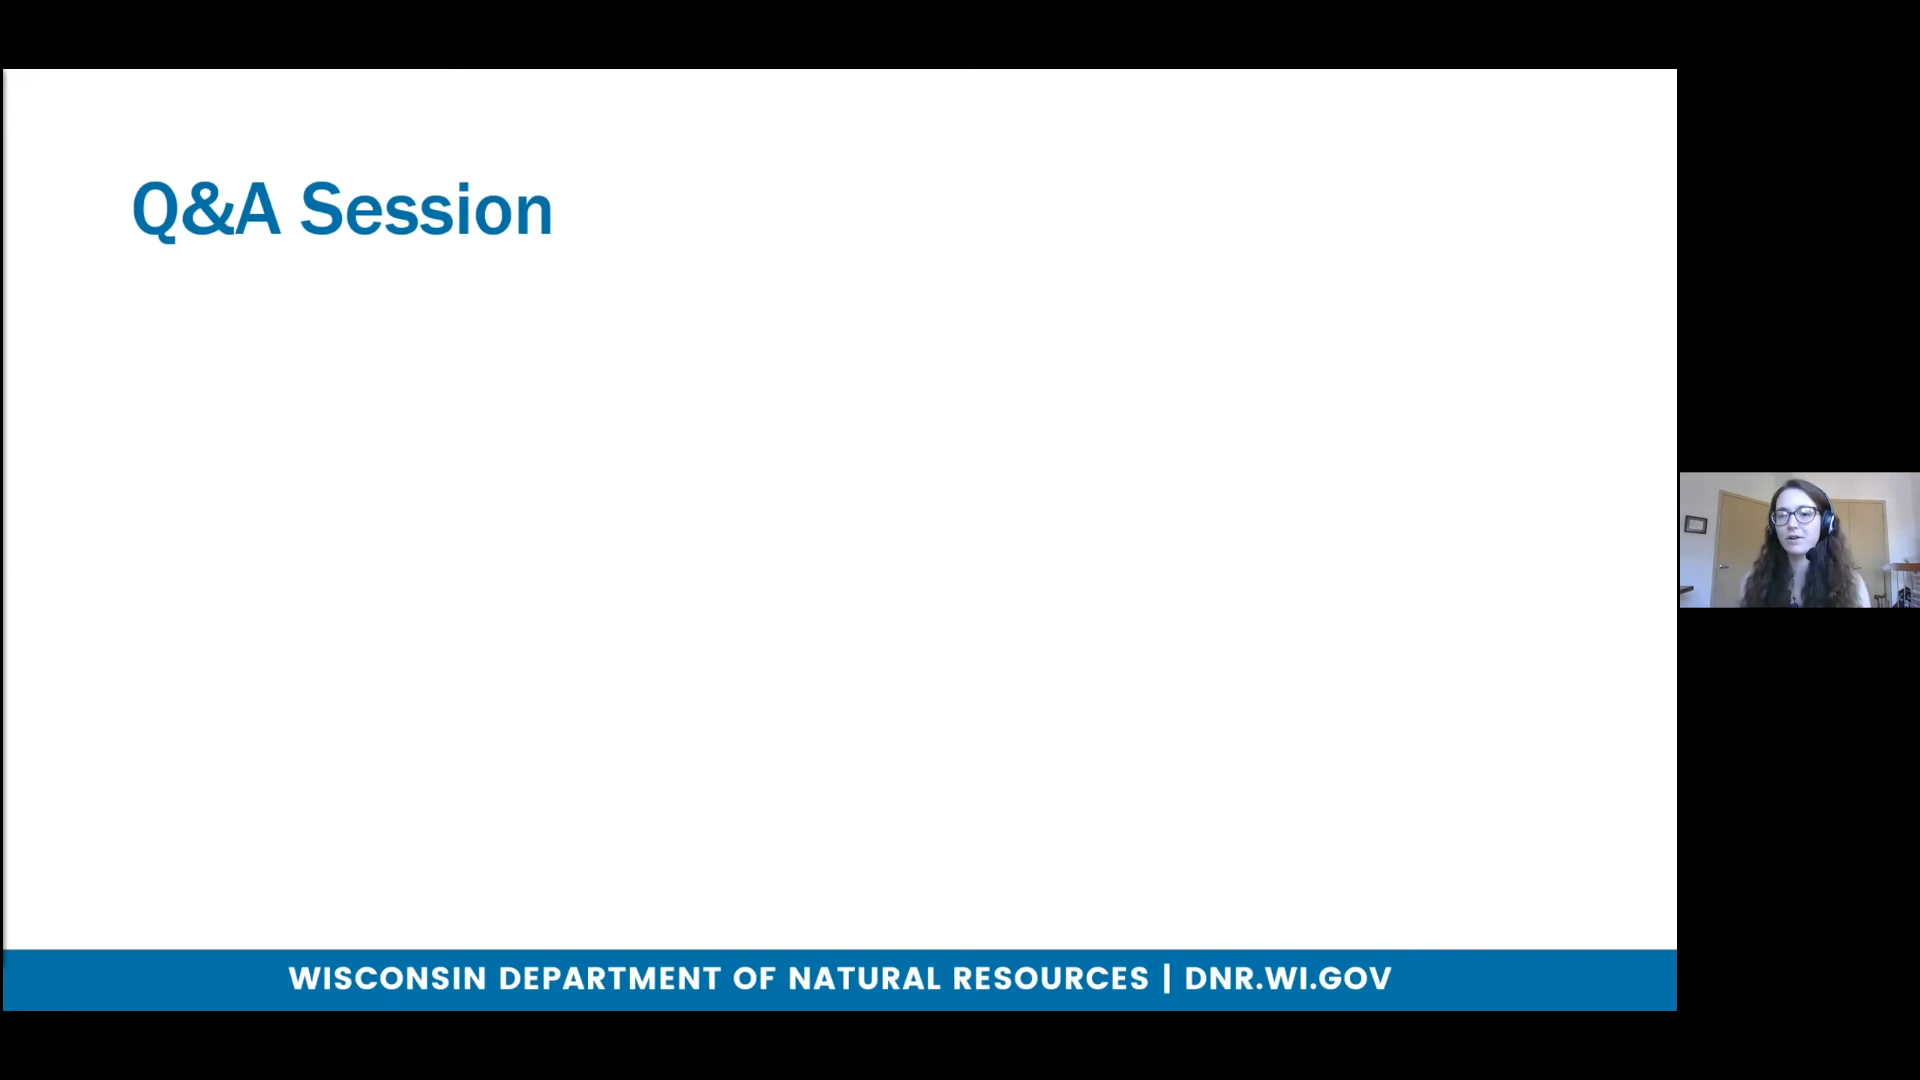 Q&A Session
WISCONSIN DEPARTMENT OF NATURAL RESOURCES | DNR.WI.GOV